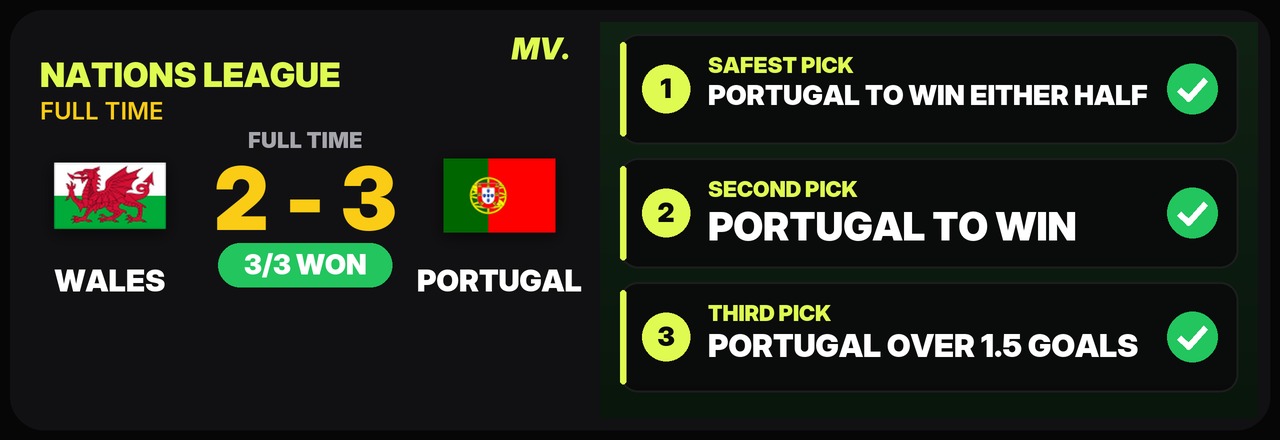 MV.
NATIONS LEAGUE
FULL TIME
FULL TIME
2 - 3
3/3 WON
WALES
PORTUGAL
1
SAFEST PICK
PORTUGAL TO WIN EITHER HALF
2
SECOND PICK
PORTUGAL TO WIN
3
THIRD PICK
PORTUGAL OVER 1.5 GOALS